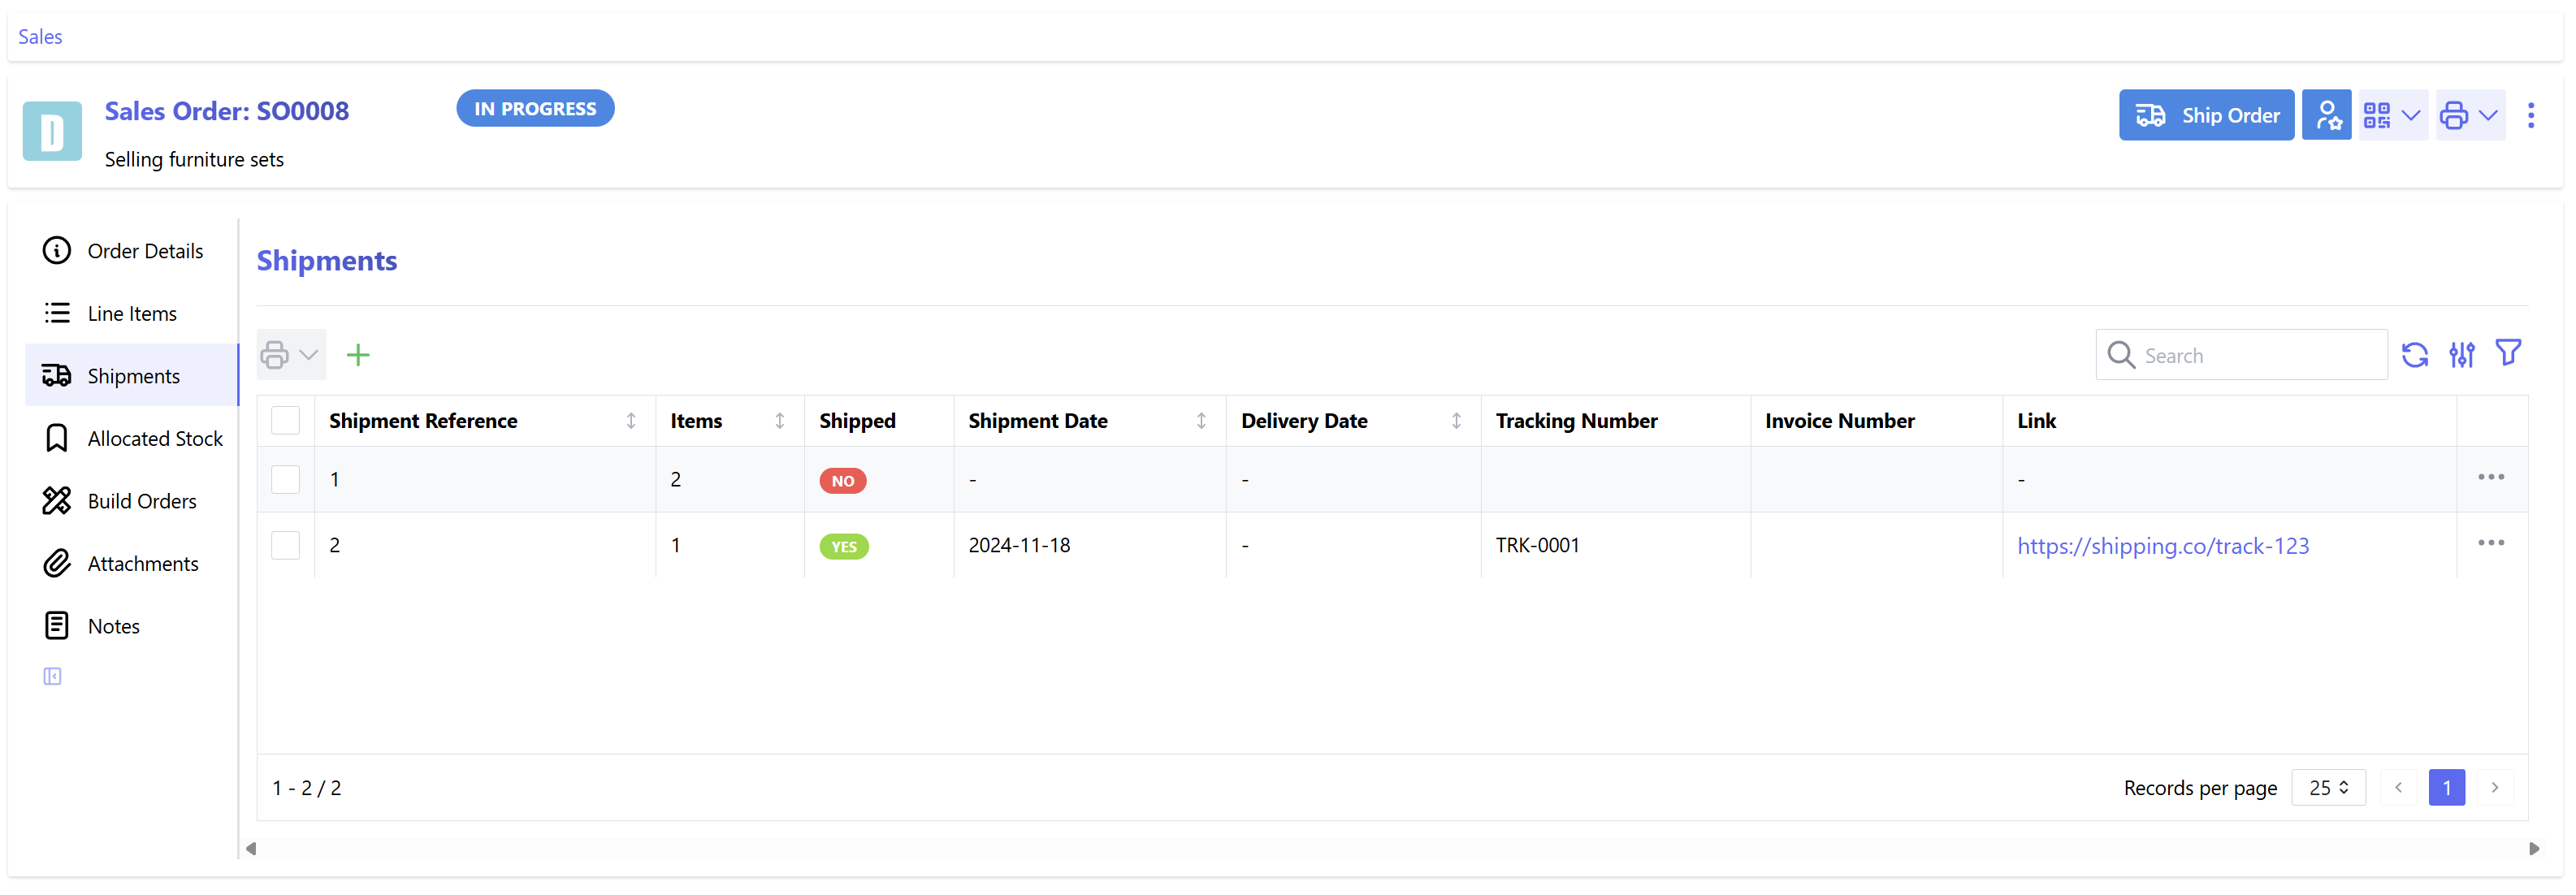 Sales
D
Sales Order: SO0008
IN PROGRESS
Selling furniture sets
Ship Order
Order Details
Line Items
Shipments
Allocated Stock
Build Orders
Attachments
Notes
Shipments
Search
Shipment Reference Items Shipped Shipment Date Delivery Date Tracking Number Invoice Number Link
1 2 NO - - -
2 1 YES 2024-11-18 - TRK-0001 https://shipping.co/track-123
1 - 2 / 2
Records per page 25 1